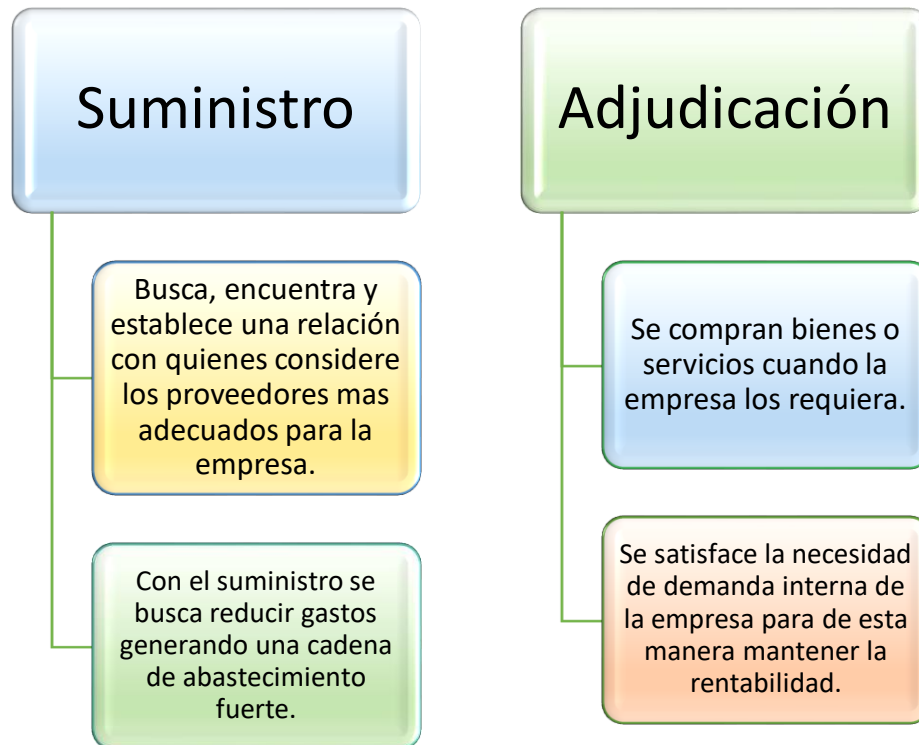 Suministro
Busca, encuentra y
establece una relación
con quienes considere
los proveedores mas
adecuados para la
empresa.
Con el suministro se
busca reducir gastos
generando una cadena
de abastecimiento
fuerte.
Adjudicación
Se compran bienes o
servicios cuando la
empresa los requiera.
Se satisface la necesidad
de demanda interna de
la empresa para de esta
manera mantener la
rentabilidad.